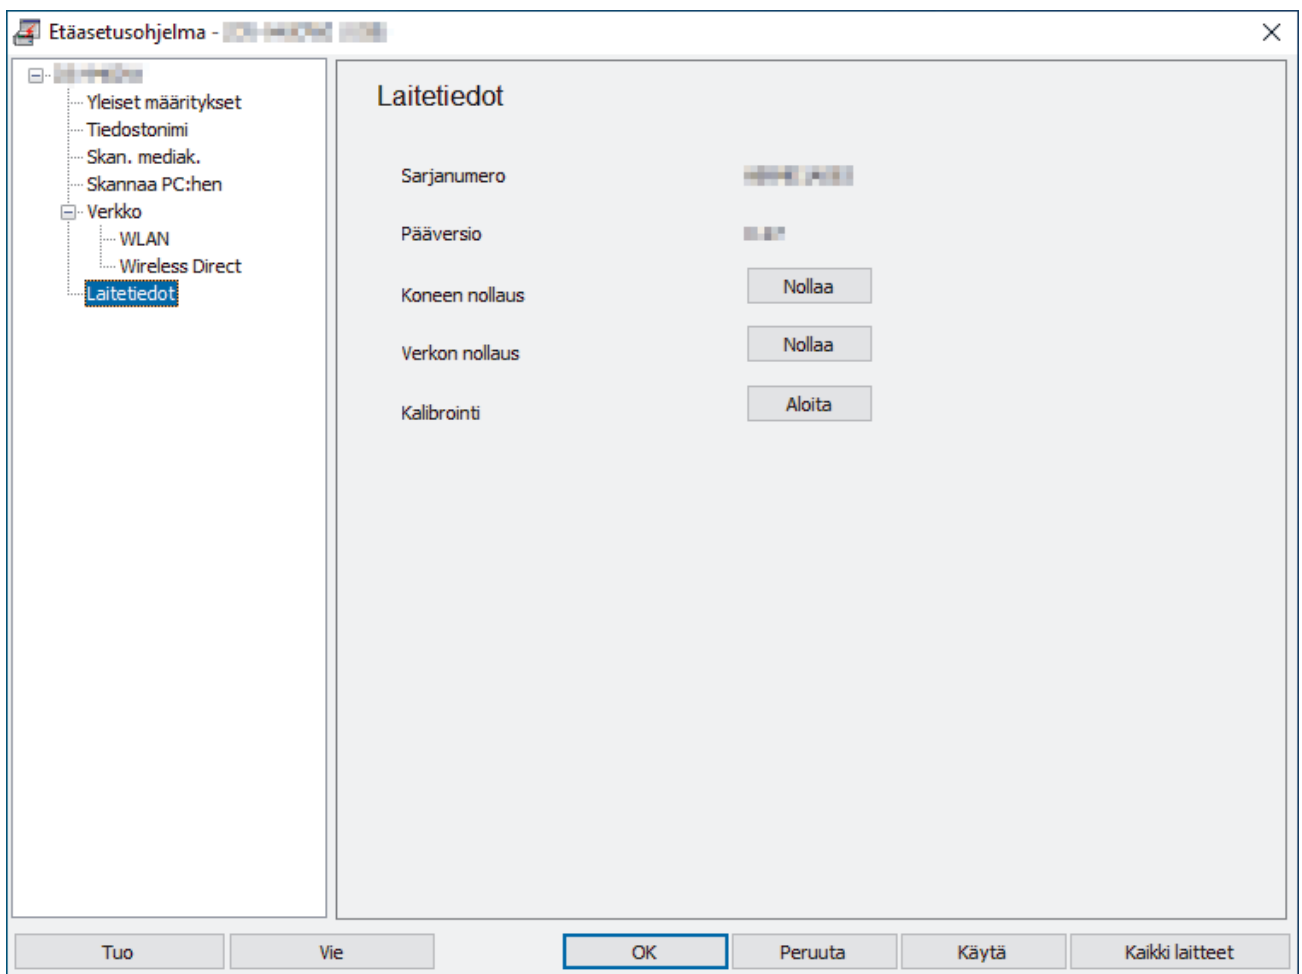 Etäasetusohjelma -
Yleiset määritykset
Tiedostonimi
Skan. mediak.
Skannaa PC:hen
Verkko
WLAN
Wireless Direct
Laitetiedot
Laitetiedot
Sarjanumero
Pääversio
Koneen nollaus Nollaa
Verkon nollaus Nollaa
Kalibrointi Aloita
Tuo Vie OK Peruuta Käytä Kaikki laitteet